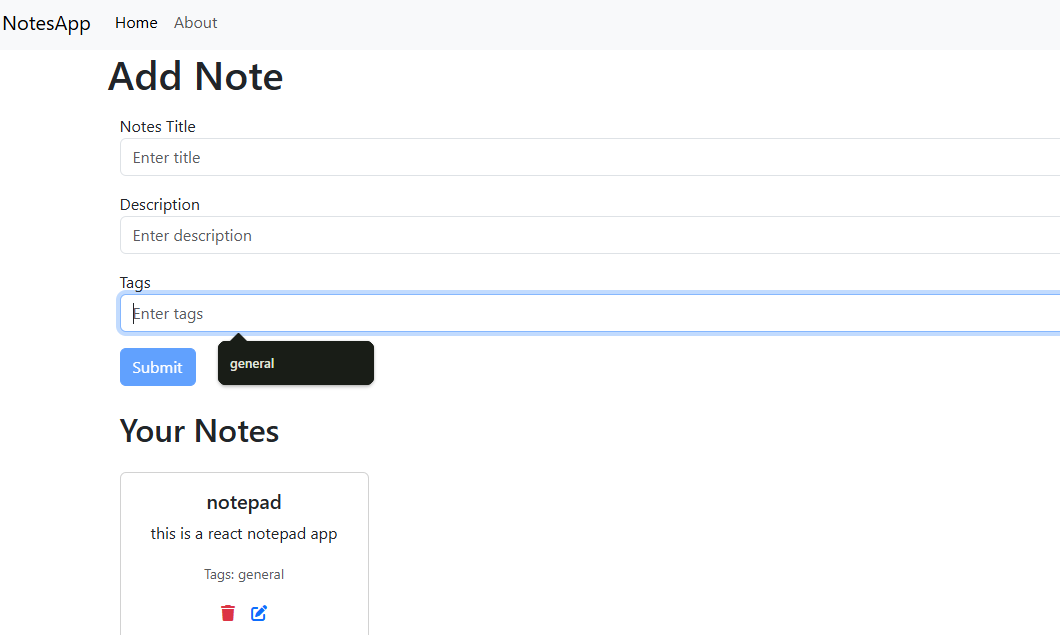 NotesApp Home About
Add Note
Notes Title
Enter title
Description
Enter description
Tags
Enter tags
Submit
general
Your Notes
notepad
this is a react notepad app
Tags: general